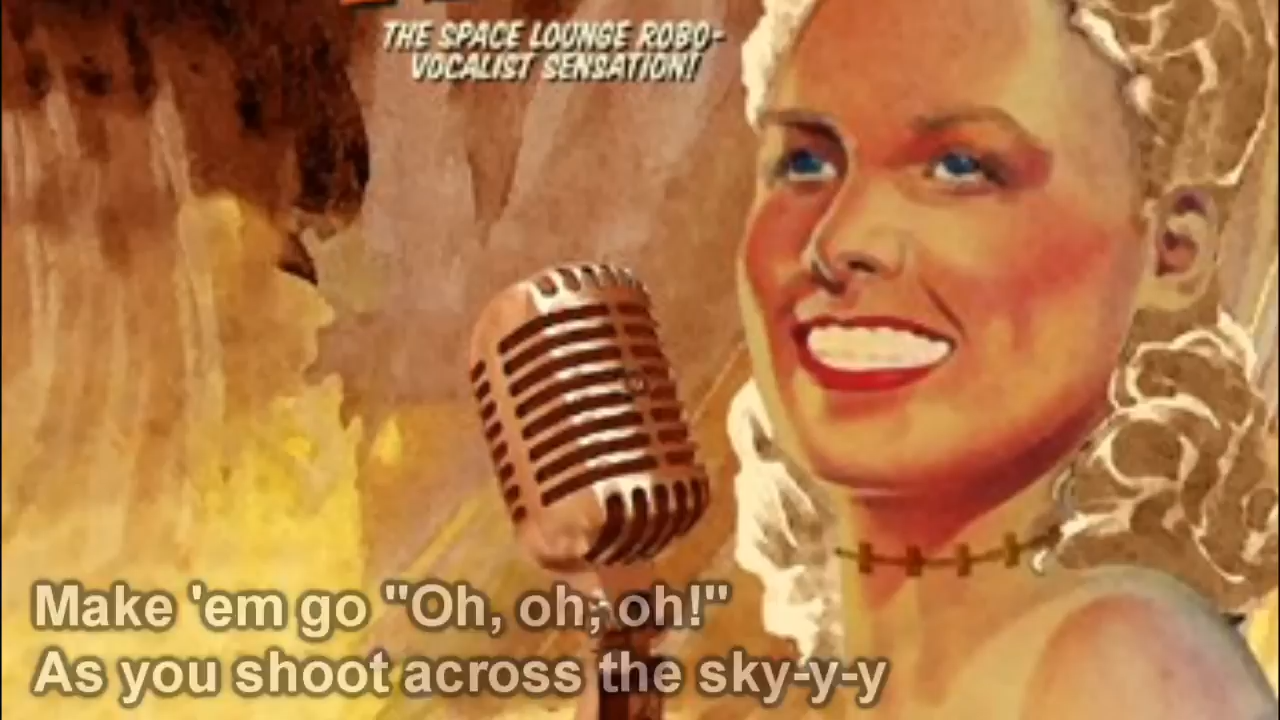 THE SPACE LOUNGE ROBO-
VOCALIST SENSATION!
Make 'em go "Oh, oh, oh!"
As you shoot across the sky-y-y